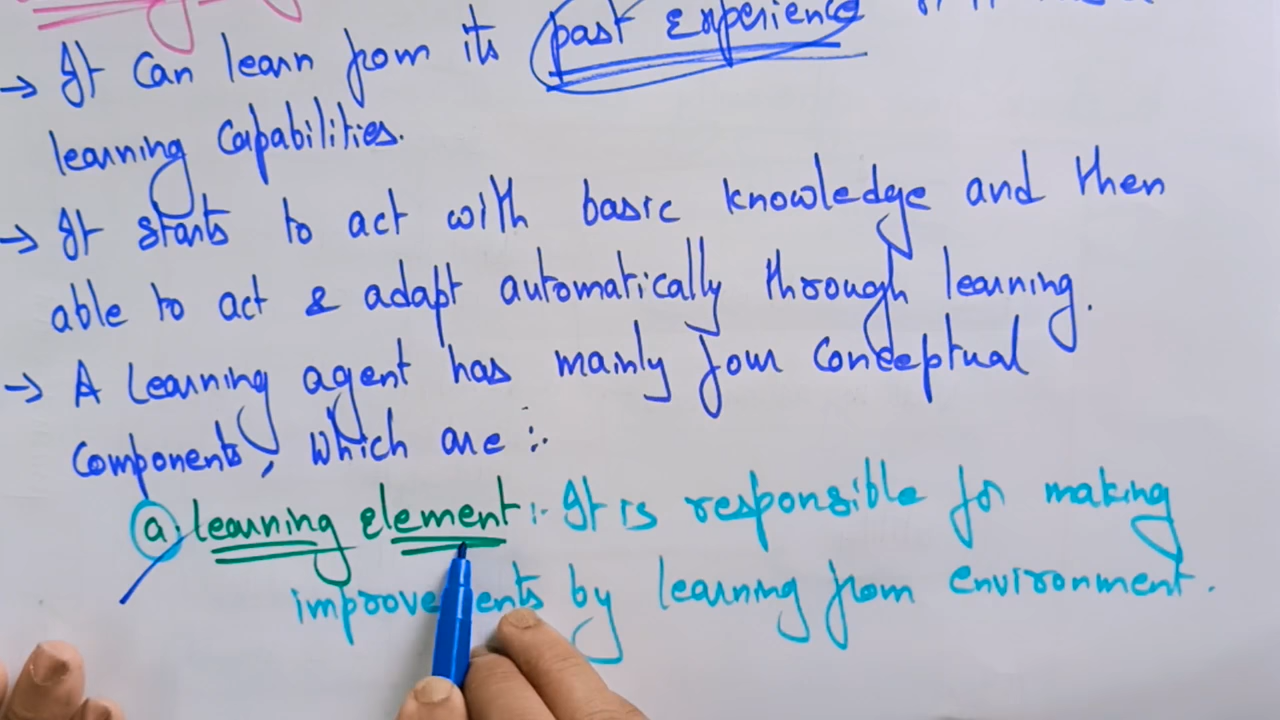 → It can learn from its past experience
learning capabilities.
→ It starts to act with basic knowledge and then
able to act & adapt automatically through learning.
→ A learning agent has mainly four conceptual
components, which are :-
a. learning element :- It is responsible for making
improvements by learning from environment.